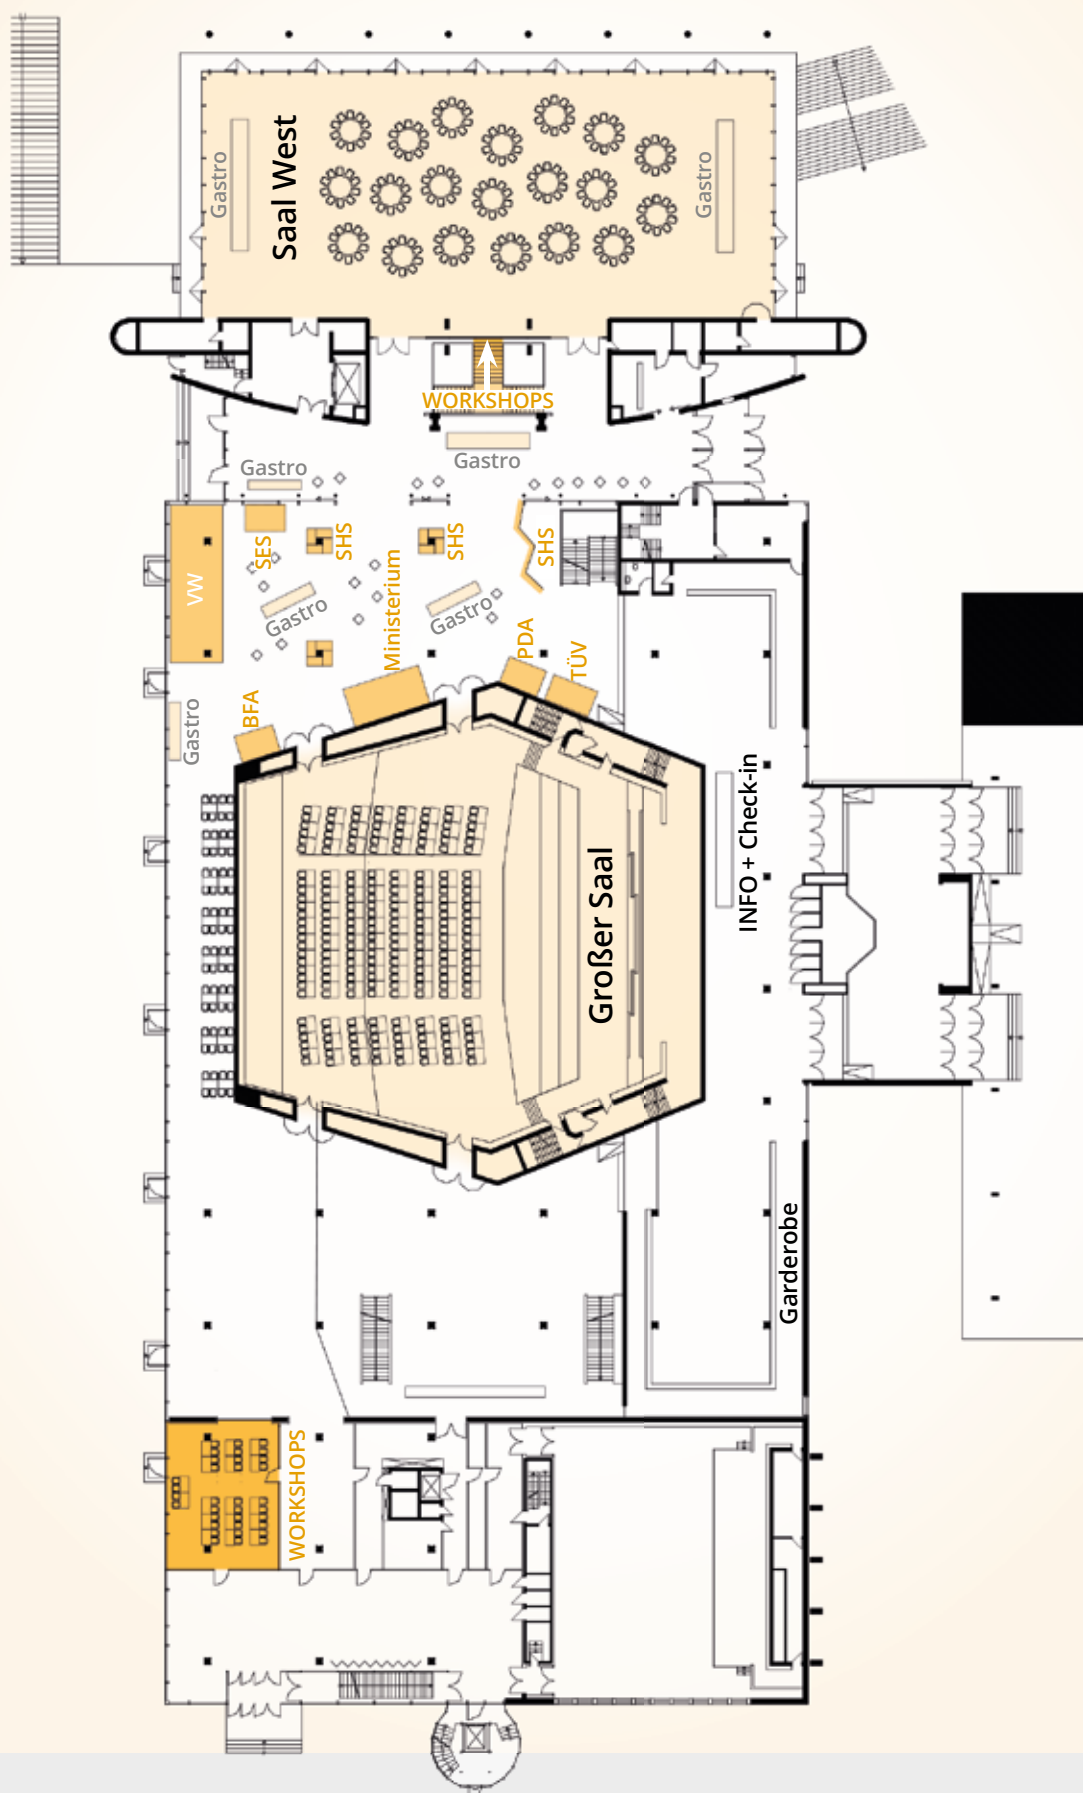 Gastro
Saal West
Gastro
WORKSHOPS
Gastro
Gastro
SES
SHS
SHS
SHS
VW
Ministerium
Gastro
Gastro
PDA
TÜV
BFA
Gastro
Großer Saal
INFO + Check-in
Garderobe
WORKSHOPS